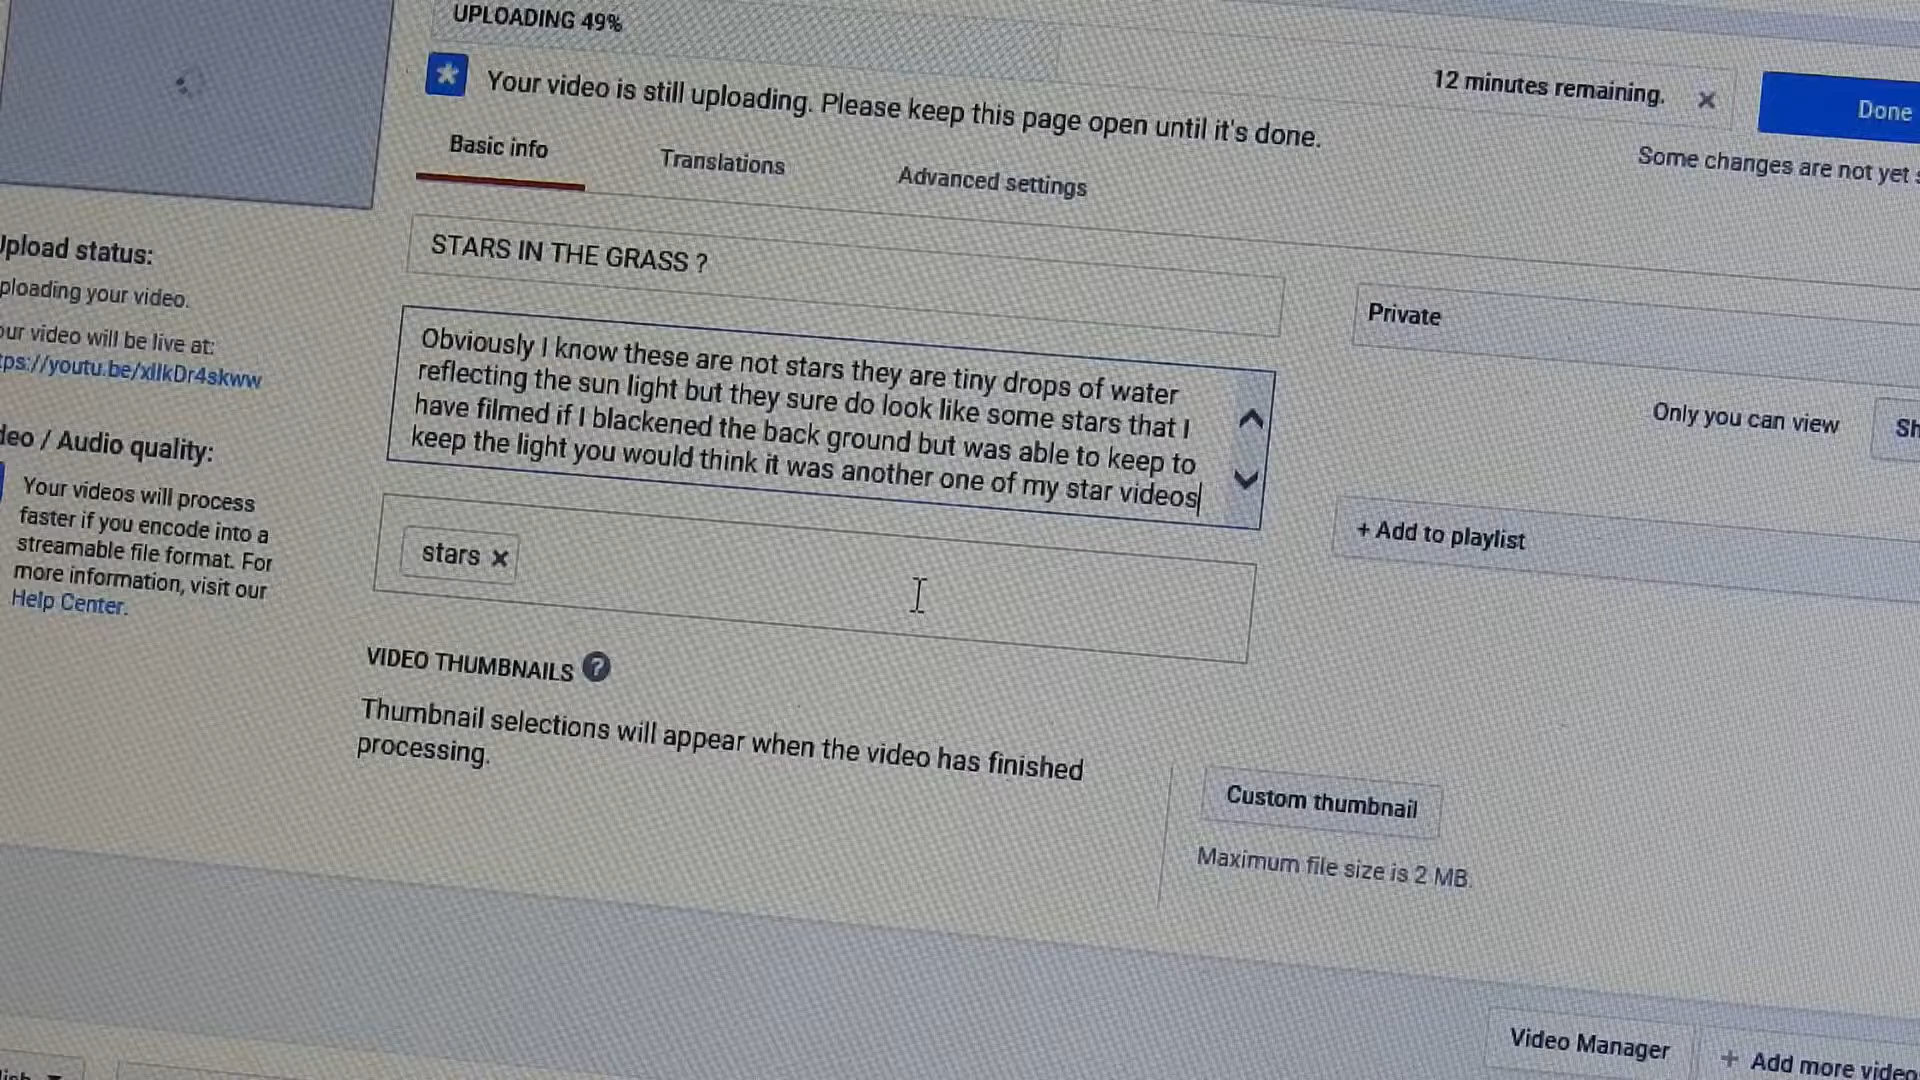 UPLOADING 49%
12 minutes remaining.
Done
Your video is still uploading. Please keep this page open until it's done.
Some changes are not yet
Basic info
Translations
Advanced settings
Upload status:
STARS IN THE GRASS ?
Private
ploading your video.
our video will be live at:
tps://youtu.be/xllkDr4skww
Obviously I know these are not stars they are tiny drops of water
reflecting the sun light but they sure do look like some stars that I
have filmed if I blackened the back ground but was able to keep to
keep the light you would think it was another one of my star videos
Only you can view
Sh
deo / Audio quality:
Your videos will process
faster if you encode into a
streamable file format. For
more information, visit our
Help Center.
+ Add to playlist
stars
VIDEO THUMBNAILS ?
Thumbnail selections will appear when the video has finished
processing.
Custom thumbnail
Maximum file size is 2 MB.
Video Manager
+ Add more video